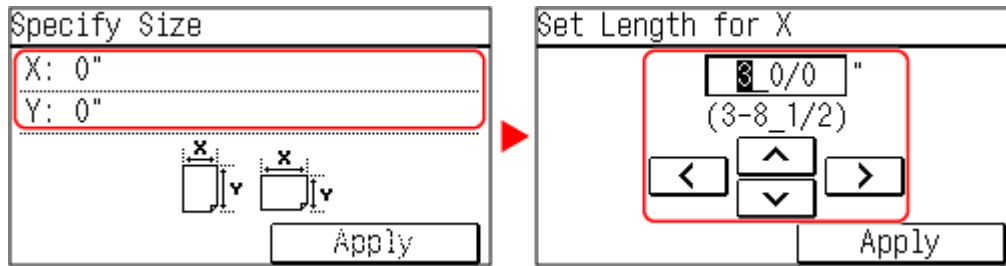 Specify Size
X: 0"
Y: 0"
X
Y
X
Y
Apply
Set Length for X
3_0/0 "
(3-8_1/2)
Apply